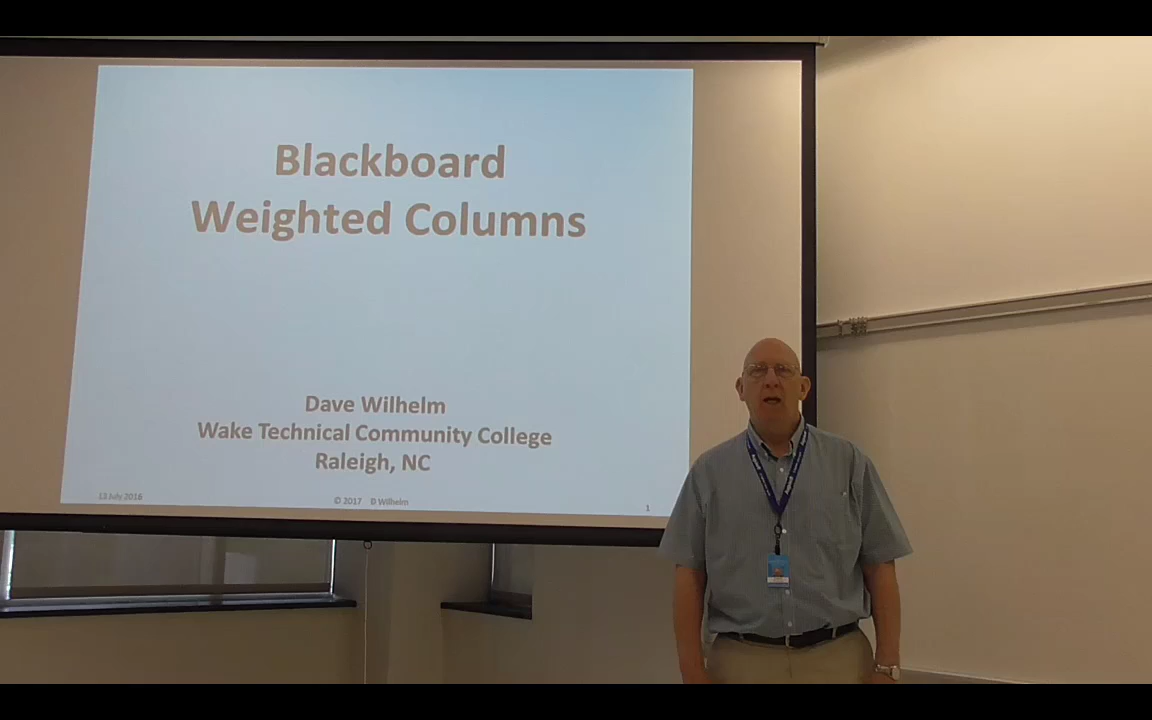 Blackboard
Weighted Columns
Dave Wilhelm
Wake Technical Community College
Raleigh, NC
13 July 2016
© 2017 D Wilhelm
1